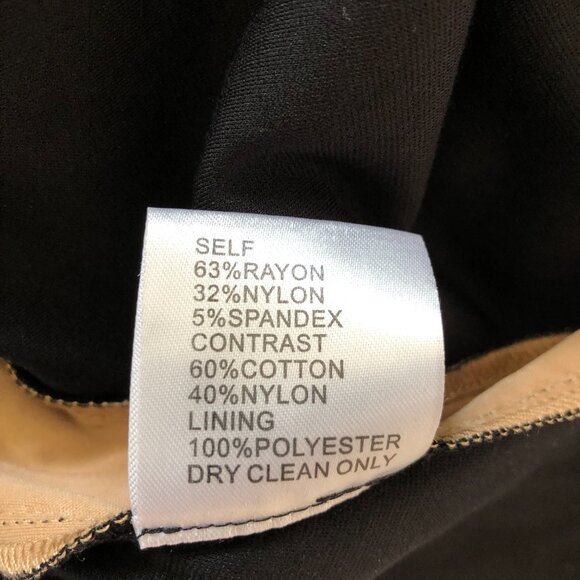 SELF
63%RAYON
32%NYLON
5%SPANDEX
CONTRAST
60%COTTON
40%NYLON
LINING
100%POLYESTER
DRY CLEAN ONLY